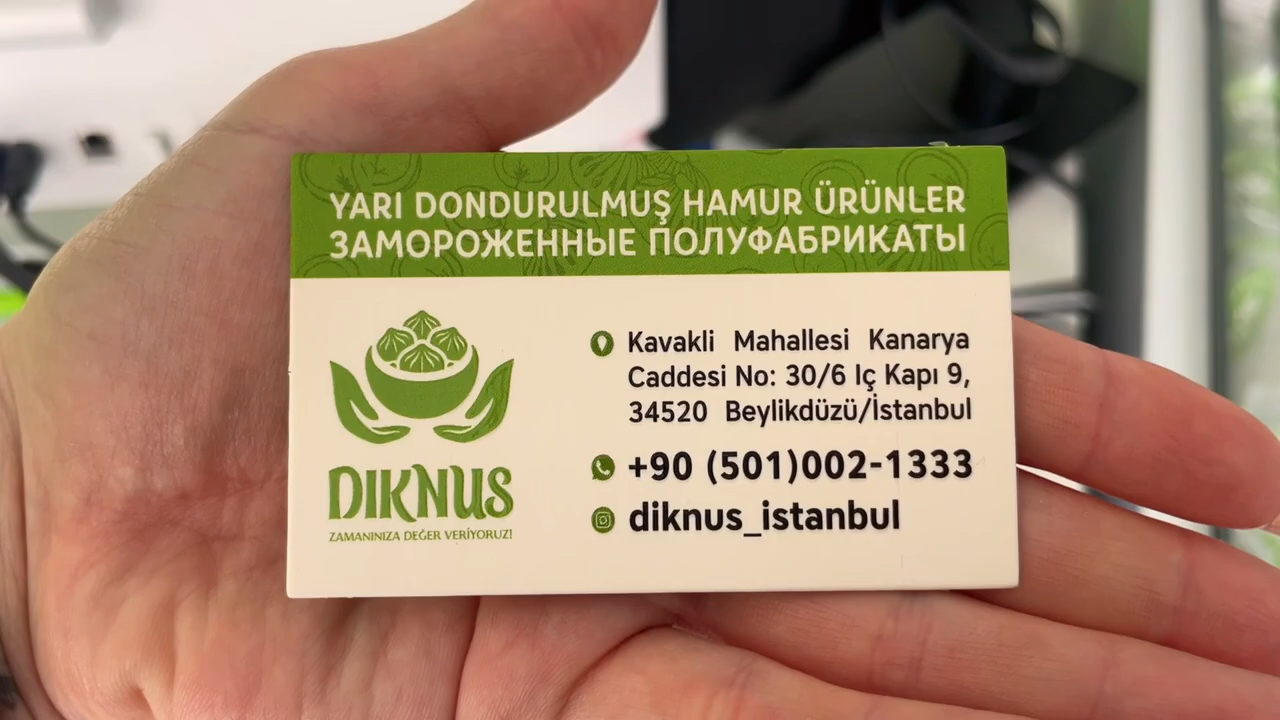 YARI DONDURULMUŞ HAMUR ÜRÜNLER
ЗАМОРОЖЕННЫЕ ПОЛУФАБРИКАТЫ
DIKNUS
ZAMANINIZA DEĞER VERİYORUZ!
Kavakli Mahallesi Kanarya
Caddesi No: 30/6 Iç Kapı 9,
34520 Beylikdüzü/İstanbul
+90 (501)002-1333
diknus_istanbul